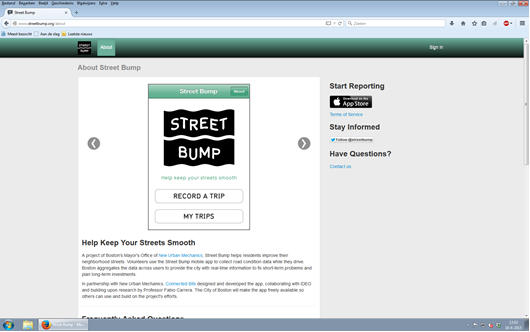 Bestand Bewerken Beeld Geschiedenis Bladwijzers Extra Help
Street Bump
www.streetbump.org/about
Zoeken
Meest bezocht Aan de slag Laatste nieuws
STREET BUMP
About
Sign in
About Street Bump
Street Bump
About
STREET
BUMP
Help keep your streets smooth
RECORD A TRIP
MY TRIPS
Start Reporting
Download on the
App Store
Terms of Service
Stay Informed
Follow @streetbump
Have Questions?
Contact us
Help Keep Your Streets Smooth
A project of Boston's Mayor's Office of New Urban Mechanics, Street Bump helps residents improve their
neighborhood streets. Volunteers use the Street Bump mobile app to collect road condition data while they drive.
Boston aggregates the data across users to provide the city with real-time information to fix short-term problems and
plan long-term investments.
In partnership with New Urban Mechanics, Connected Bits designed and developed the app, collaborating with IDEO
and building upon research by Professor Fabio Carrera. The City of Boston will make the app freely available so
others can use and build on the project's efforts.
Frequently Asked Questions
Street Bump - Mo...